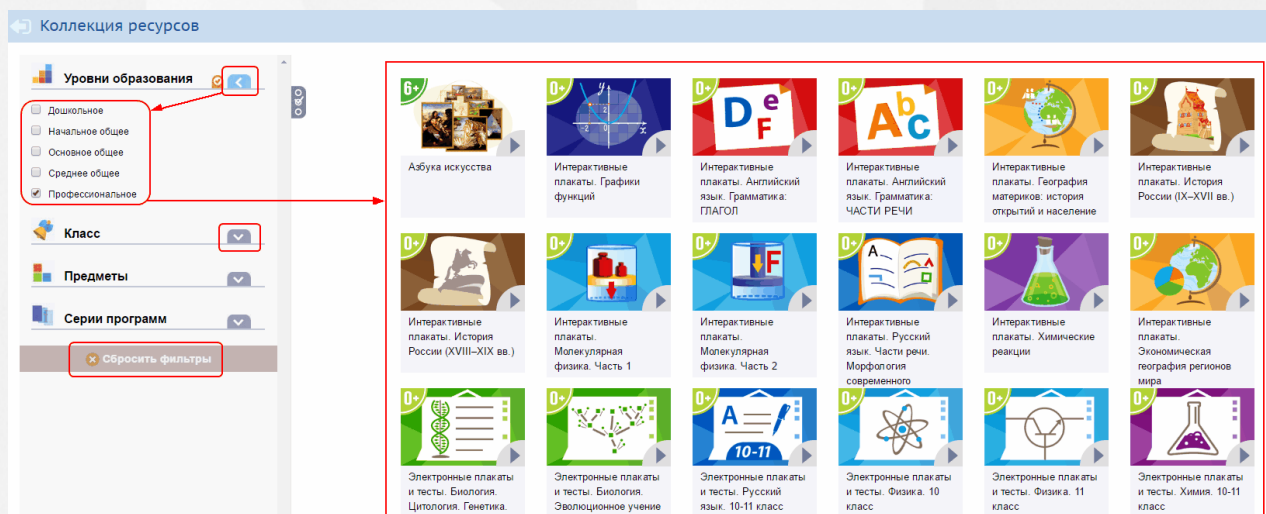 Коллекция ресурсов
Уровни образования
Дошкольное
Начальное общее
Основное общее
Среднее общее
Профессиональное
Класс
Предметы
Серии программ
Сбросить фильтры
6+
Азбука искусства
0+
y
2
-2
0
x
Интерактивные
плакаты. Графики
функций
0+
D e
F
Интерактивные
плакаты. Английский
язык. Грамматика:
ГЛАГОЛ
0+
Abc
Интерактивные
плакаты. Английский
язык. Грамматика:
ЧАСТИ РЕЧИ
0+
Интерактивные
плакаты. География
материков: история
открытий и население
0+
Интерактивные
плакаты. История
России (IX–XVII вв.)
0+
Интерактивные
плакаты. История
России (XVIII–XIX вв.)
0+
Интерактивные
плакаты.
Молекулярная
физика. Часть 1
0+
F
Интерактивные
плакаты.
Молекулярная
физика. Часть 2
0+
А
Интерактивные
плакаты. Русский
язык. Части речи.
Морфология
современного
0+
Интерактивные
плакаты. Химические
реакции
0+
Интерактивные
плакаты.
Экономическая
география регионов
мира
0+
Электронные плакаты
и тесты. Биология.
Цитология. Генетика.
0+
Электронные плакаты
и тесты. Биология.
Эволюционное учение
0+
А
10-11
Электронные плакаты
и тесты. Русский
язык. 10-11 класс
0+
Электронные плакаты
и тесты. Физика. 10
класс
0+
Электронные плакаты
и тесты. Физика. 11
класс
0+
Электронные плакаты
и тесты. Химия. 10-11
класс